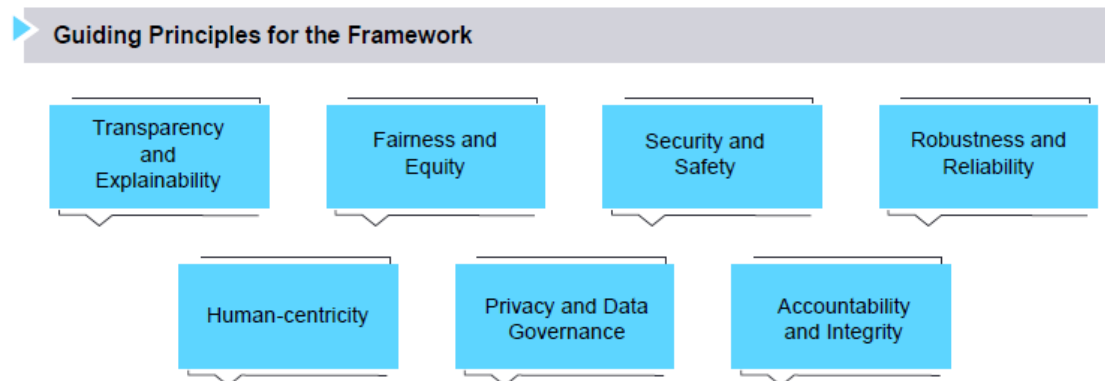 Guiding Principles for the Framework
Transparency
and
Explainability
Fairness and
Equity
Security and
Safety
Robustness and
Reliability
Human-centricity
Privacy and Data
Governance
Accountability
and Integrity